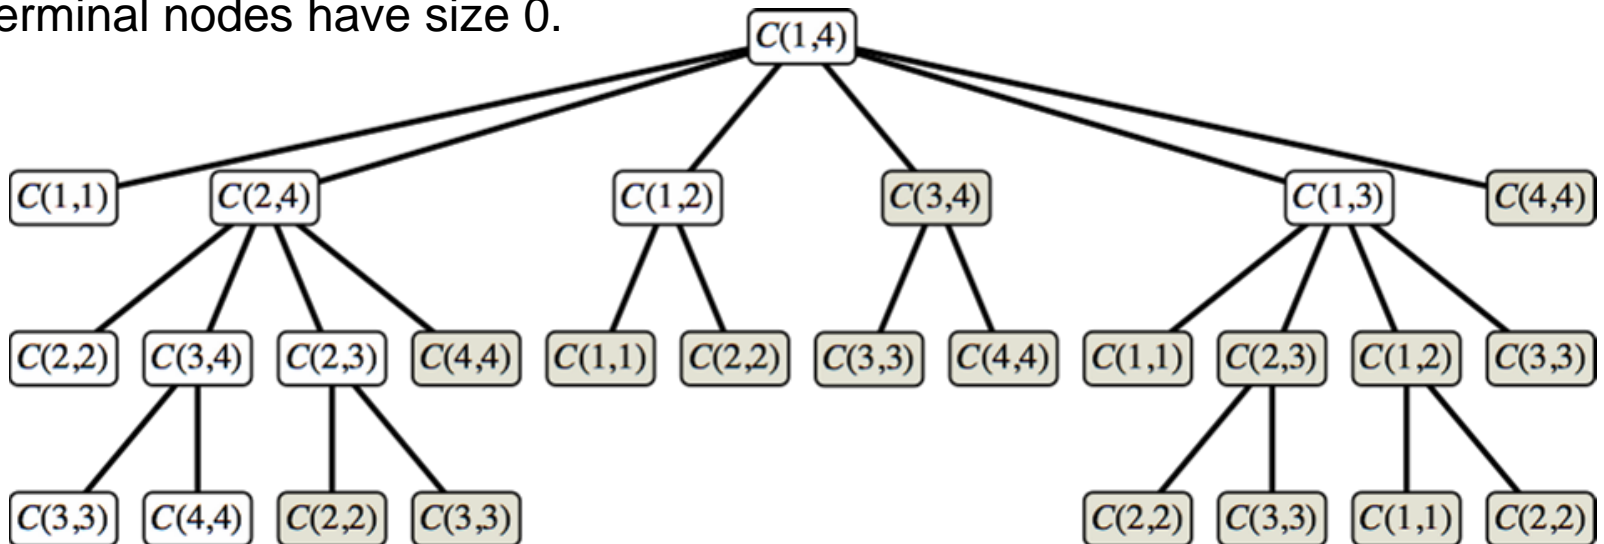 erminal nodes have size 0.
C(1,4)
C(1,1) C(2,4) C(1,2) C(3,4) C(1,3) C(4,4)
C(2,2) C(3,4) C(2,3) C(4,4) C(1,1) C(2,2) C(3,3) C(4,4) C(1,1) C(2,3) C(1,2) C(3,3)
C(3,3) C(4,4) C(2,2) C(3,3) C(2,2) C(3,3) C(1,1) C(2,2)